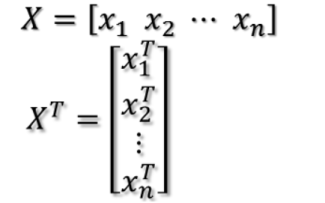 X = [x₁ x₂ ⋯ xₙ]
Xᵀ = [x₁ᵀ
x₂ᵀ
⋮
xₙᵀ]